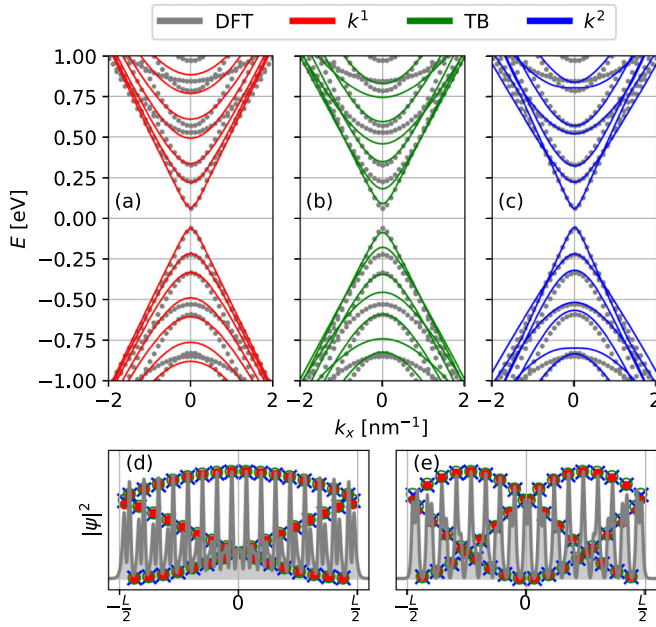 DFT k¹ TB k²
1.00
0.75
0.50
0.25
0.00
−0.25
−0.50
−0.75
−1.00
E [eV]
(a) (b) (c)
−2 0 2 −2 0 2 −2 0 2
kₓ [nm⁻¹]
(d) (e)
|ψ|²
−L/2 0 L/2 −L/2 0 L/2